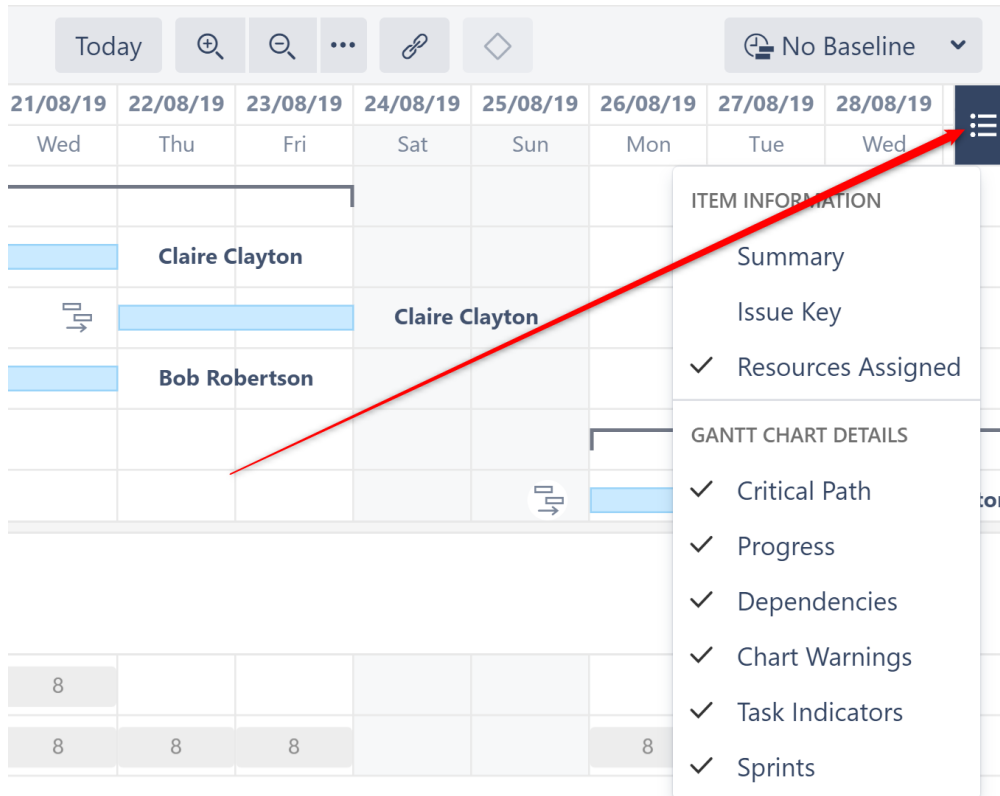 Today
No Baseline
21/08/19 22/08/19 23/08/19 24/08/19 25/08/19 26/08/19 27/08/19 28/08/19
Wed Thu Fri Sat Sun Mon Tue Wed
ITEM INFORMATION
Claire Clayton
Summary
Issue Key
Claire Clayton
Resources Assigned
Bob Robertson
GANTT CHART DETAILS
Critical Path
Progress
Dependencies
Chart Warnings
8
Task Indicators
8 8 8 8
Sprints